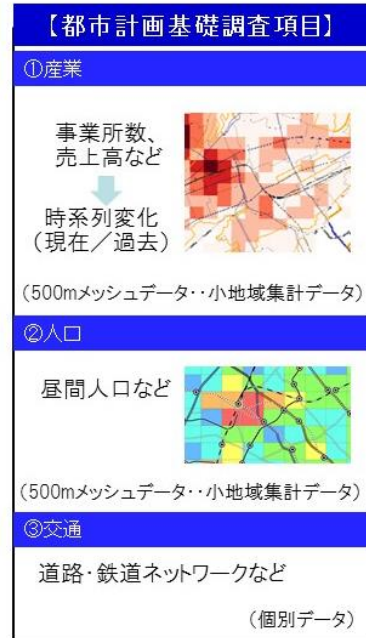 【都市計画基礎調査項目】
①産業
事業所数、
売上高など
時系列変化
(現在／過去)
(500mメッシュデータ・・小地域集計データ)
②人口
昼間人口など
(500mメッシュデータ・・小地域集計データ)
③交通
道路・鉄道ネットワークなど
(個別データ)